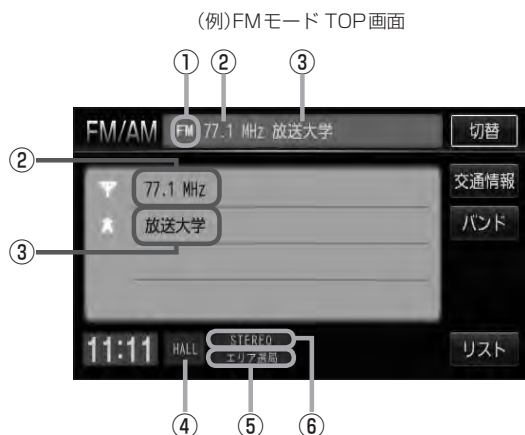 (例)FMモード TOP画面
① ② ③
FM/AM FM 77.1 MHz 放送大学 切替
②
77.1 MHz 交通情報
放送大学 バンド
③
11:11 HALL STEREO リスト
エリア選局
④ ⑤ ⑥